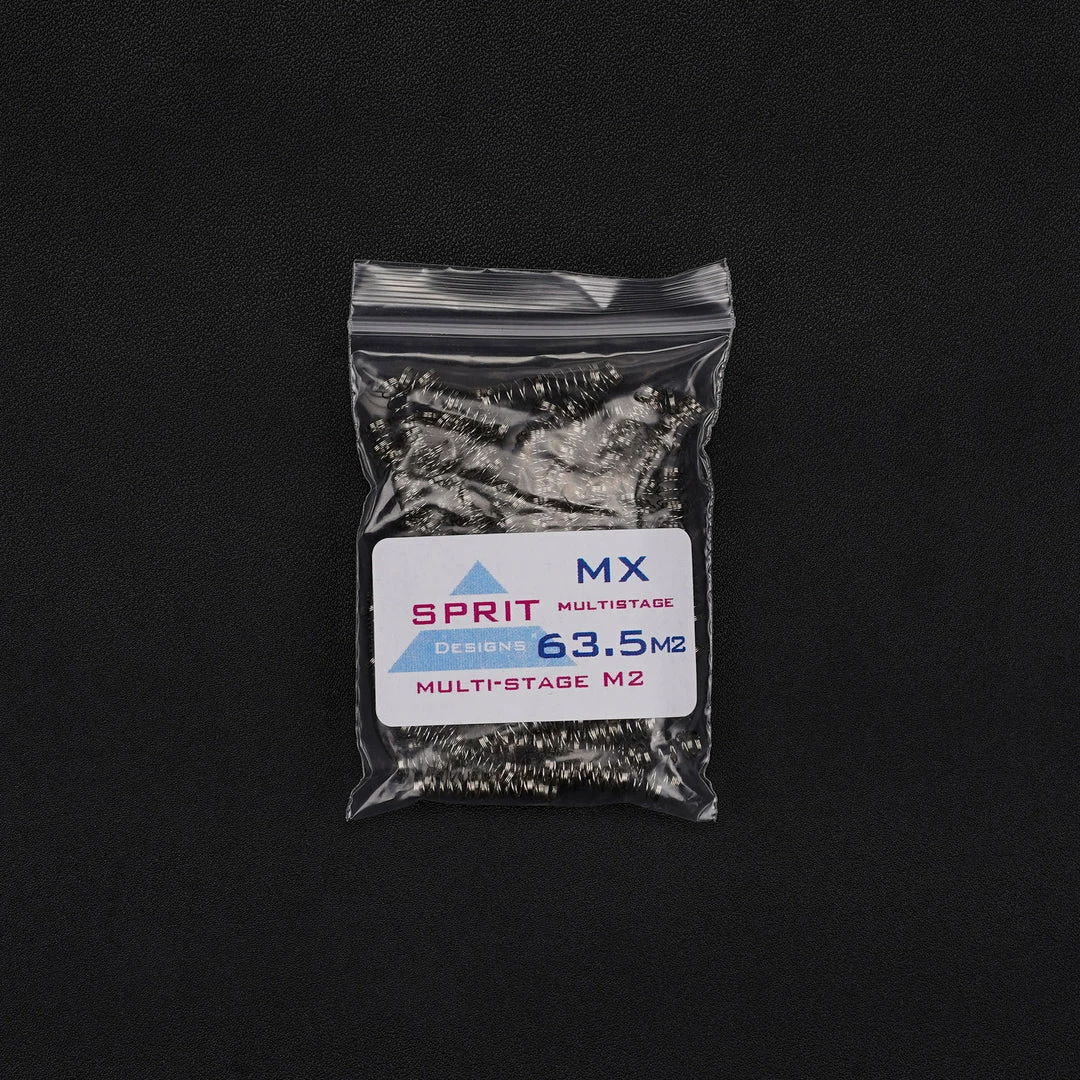 MX
SPRIT MULTISTAGE
DESIGNS 63.5M2
MULTI-STAGE M2